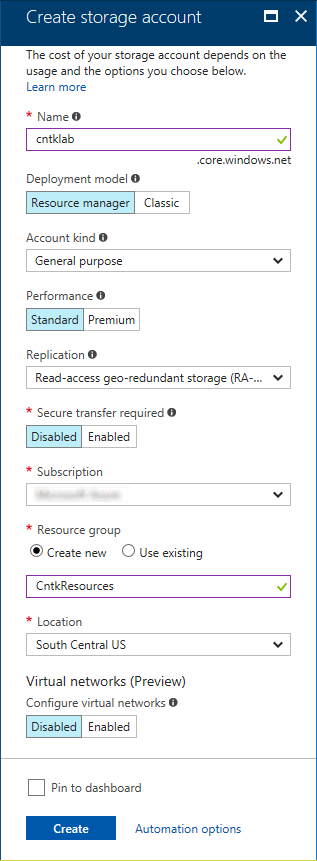 Create storage account
The cost of your storage account depends on the
usage and the options you choose below.
Learn more
* Name
cntklab
.core.windows.net
Deployment model
Resource manager Classic
Account kind
General purpose
Performance
Standard Premium
Replication
Read-access geo-redundant storage (RA-...
* Secure transfer required
Disabled Enabled
* Subscription
* Resource group
Create new Use existing
CntkResources
* Location
South Central US
Virtual networks (Preview)
Configure virtual networks
Disabled Enabled
Pin to dashboard
Create Automation options